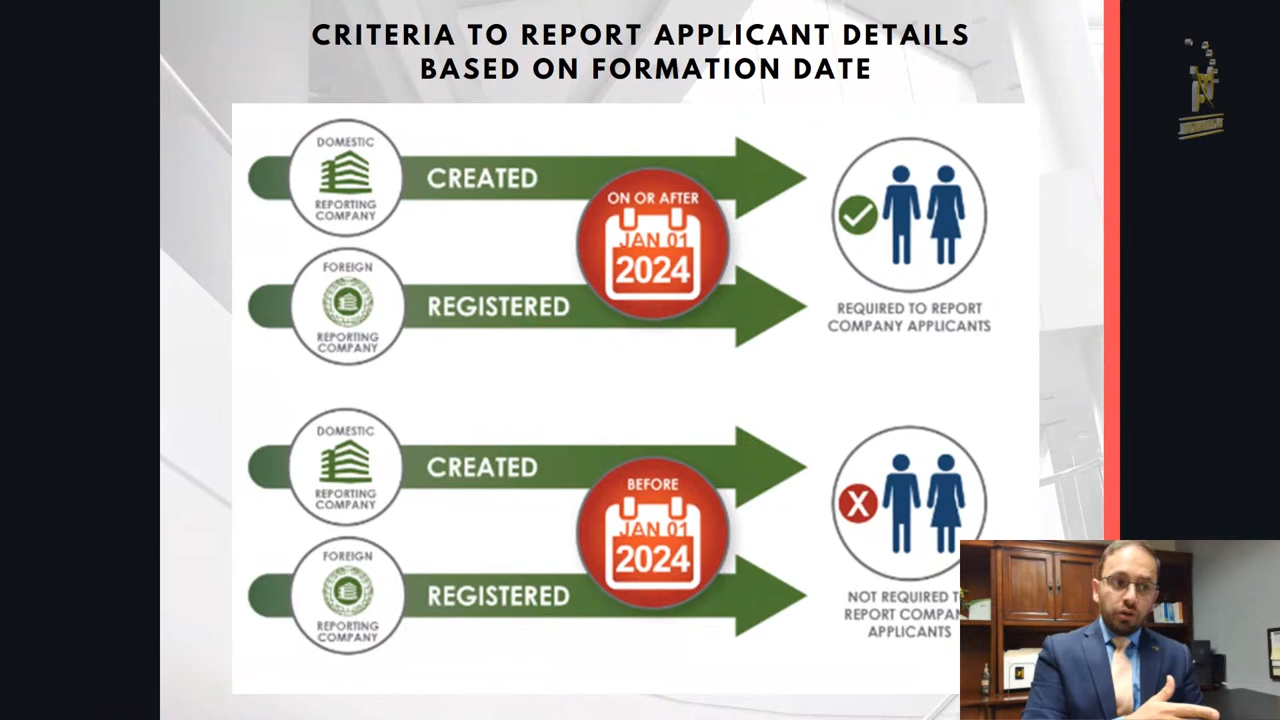 CRITERIA TO REPORT APPLICANT DETAILS
BASED ON FORMATION DATE
DOMESTIC
REPORTING
COMPANY
CREATED
ON OR AFTER
JAN 01
2024
FOREIGN
REPORTING
COMPANY
REGISTERED
REQUIRED TO REPORT
COMPANY APPLICANTS
DOMESTIC
REPORTING
COMPANY
CREATED
BEFORE
JAN 01
2024
FOREIGN
REPORTING
COMPANY
REGISTERED
X
NOT REQUIRED T
REPORT COMPAN
APPLICANTS